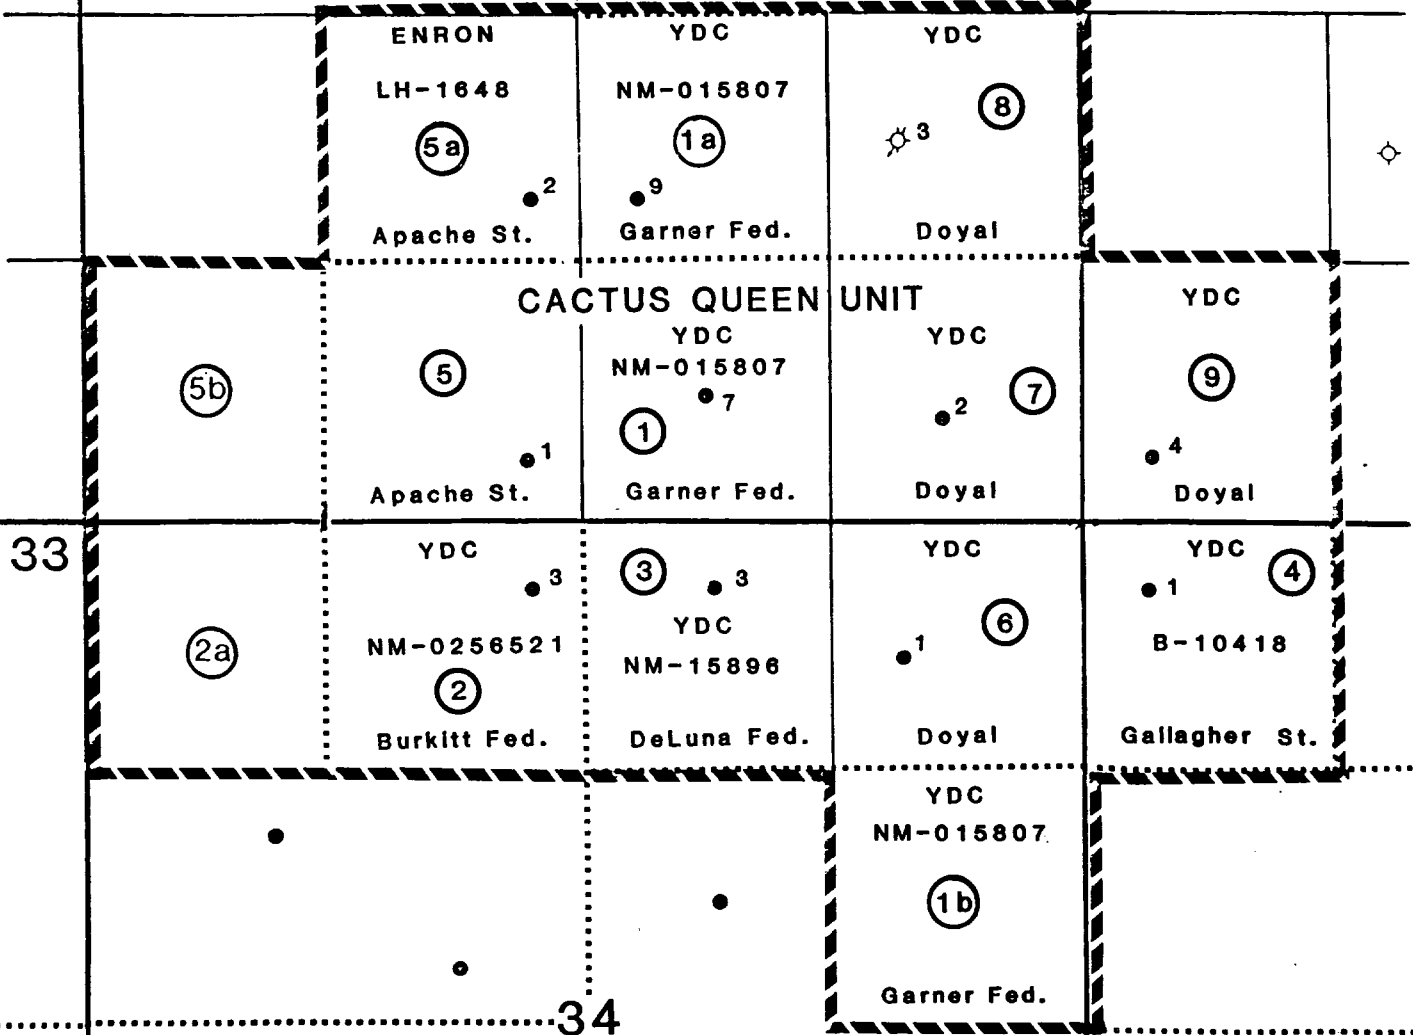 ENRON
LH-1648
5a
2
Apache St.
YDC
NM-015807
1a
9
Garner Fed.
YDC
8
3
Doyal
CACTUS QUEEN UNIT
5b
5
1
Apache St.
YDC
NM-015807
7
1
Garner Fed.
YDC
7
2
Doyal
YDC
9
4
Doyal
33
2a
YDC
3
NM-0256521
2
Burkitt Fed.
3
3
YDC
NM-15896
DeLuna Fed.
YDC
6
1
Doyal
YDC
4
1
B-10418
Gallagher St.
YDC
NM-015807
1b
Garner Fed.
34